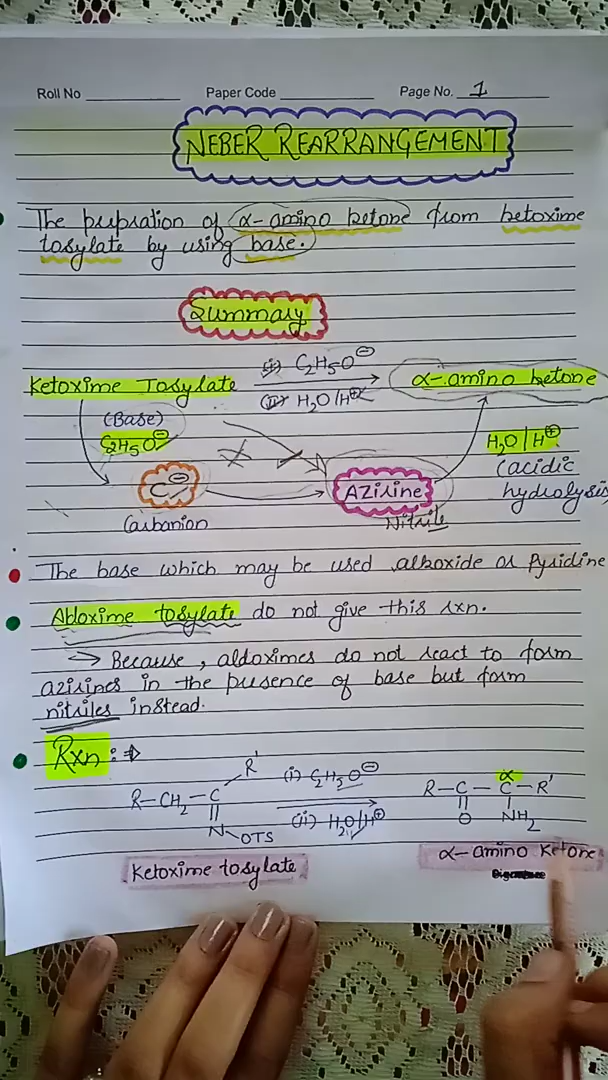 Roll No Paper Code Page No. 1
NEBER REARRANGEMENT
The prepration of α-amino ketone from ketoxime
tosylate by using base.
Summary
(i) C2H5O⊖
Ketoxime Tosylate α-amino ketone
(ii) H2O/H⊕
(Base)
C2H5O⊖ H2O/H⊕
C⊖ AZirine (acidic
Carbanion Nitrile hydrolysis
The base which may be used alkoxide or Pyridine
Aldoxime tosylate do not give this rxn.
→ Because, aldoximes do not react to form
azirines in the presence of base but form
nitriles instead.
Rxn:⇒
R' (i) C2H5O⊖ α
R-CH2-C R-C-C-R'
(ii) H2O/H⊕
N-OTS O NH2
Ketoxime tosylate α-amino Ketone